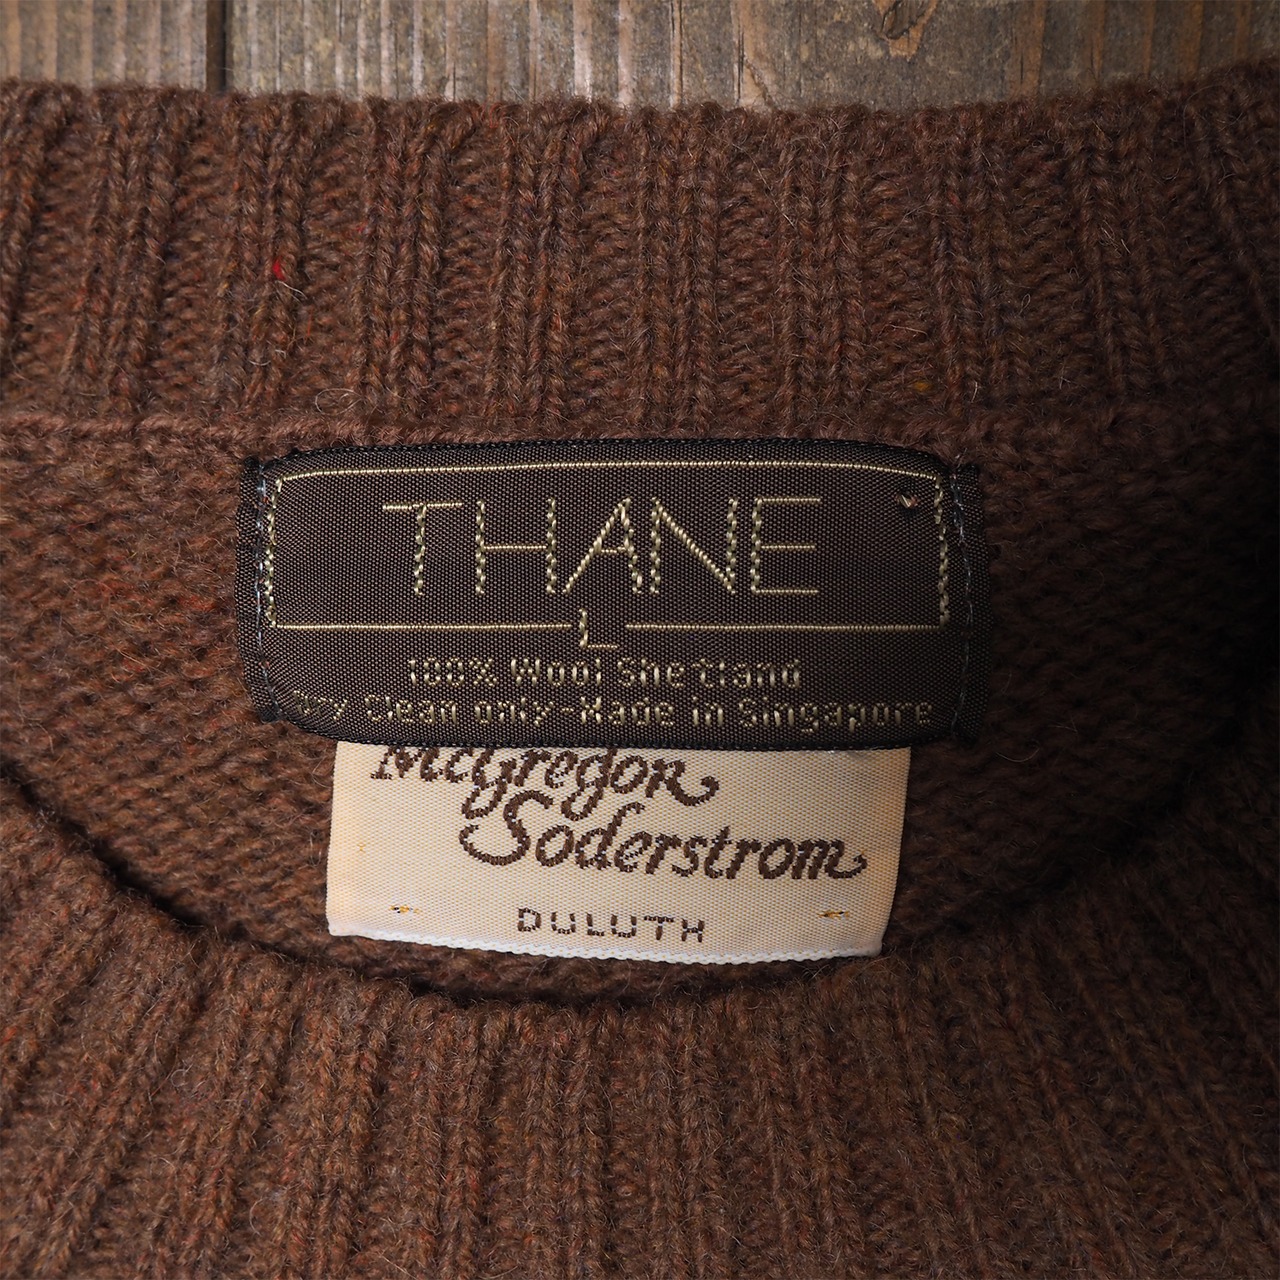 THANE
L
100% Wool Shetland
Dry Clean only-Made in Singapore
McGregor
Soderstrom
DULUTH